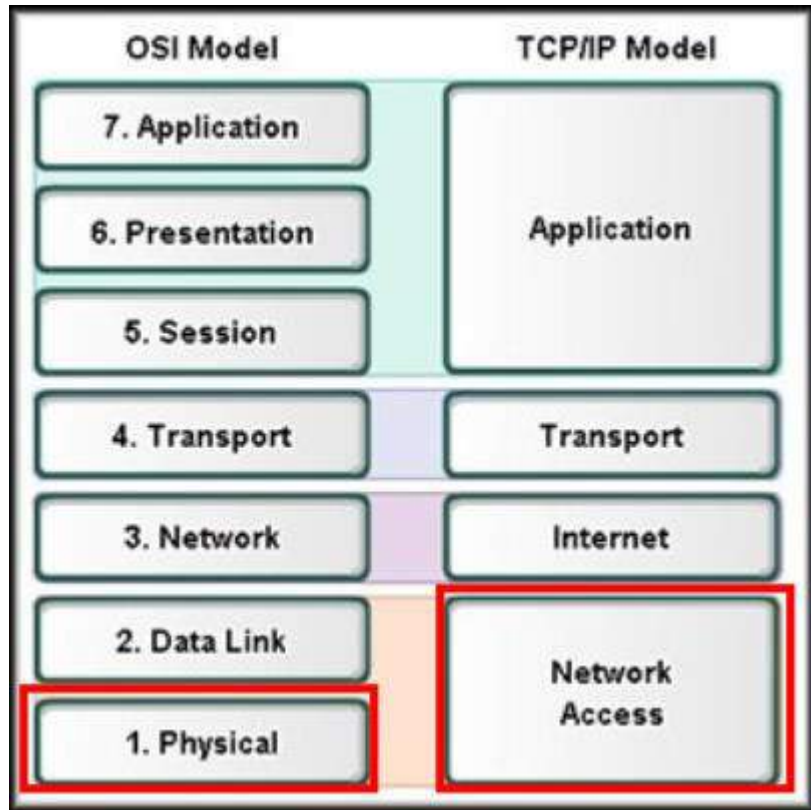 OSI Model
TCP/IP Model
7. Application
6. Presentation
5. Session
4. Transport
3. Network
2. Data Link
1. Physical
Application
Transport
Internet
Network
Access